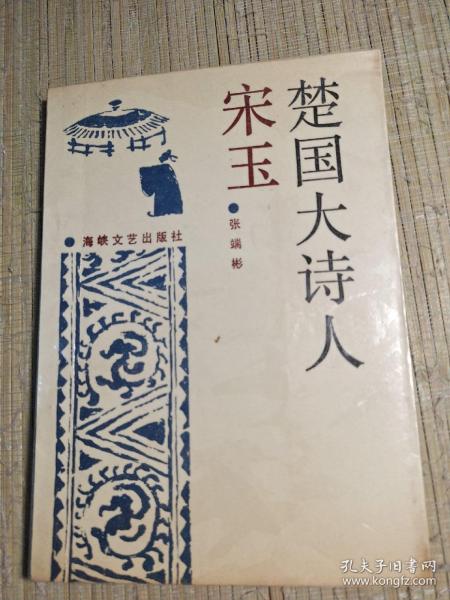 楚国大诗人
宋玉
张端彬
海峡文艺出版社
孔夫子旧书网
www.kongfz.com